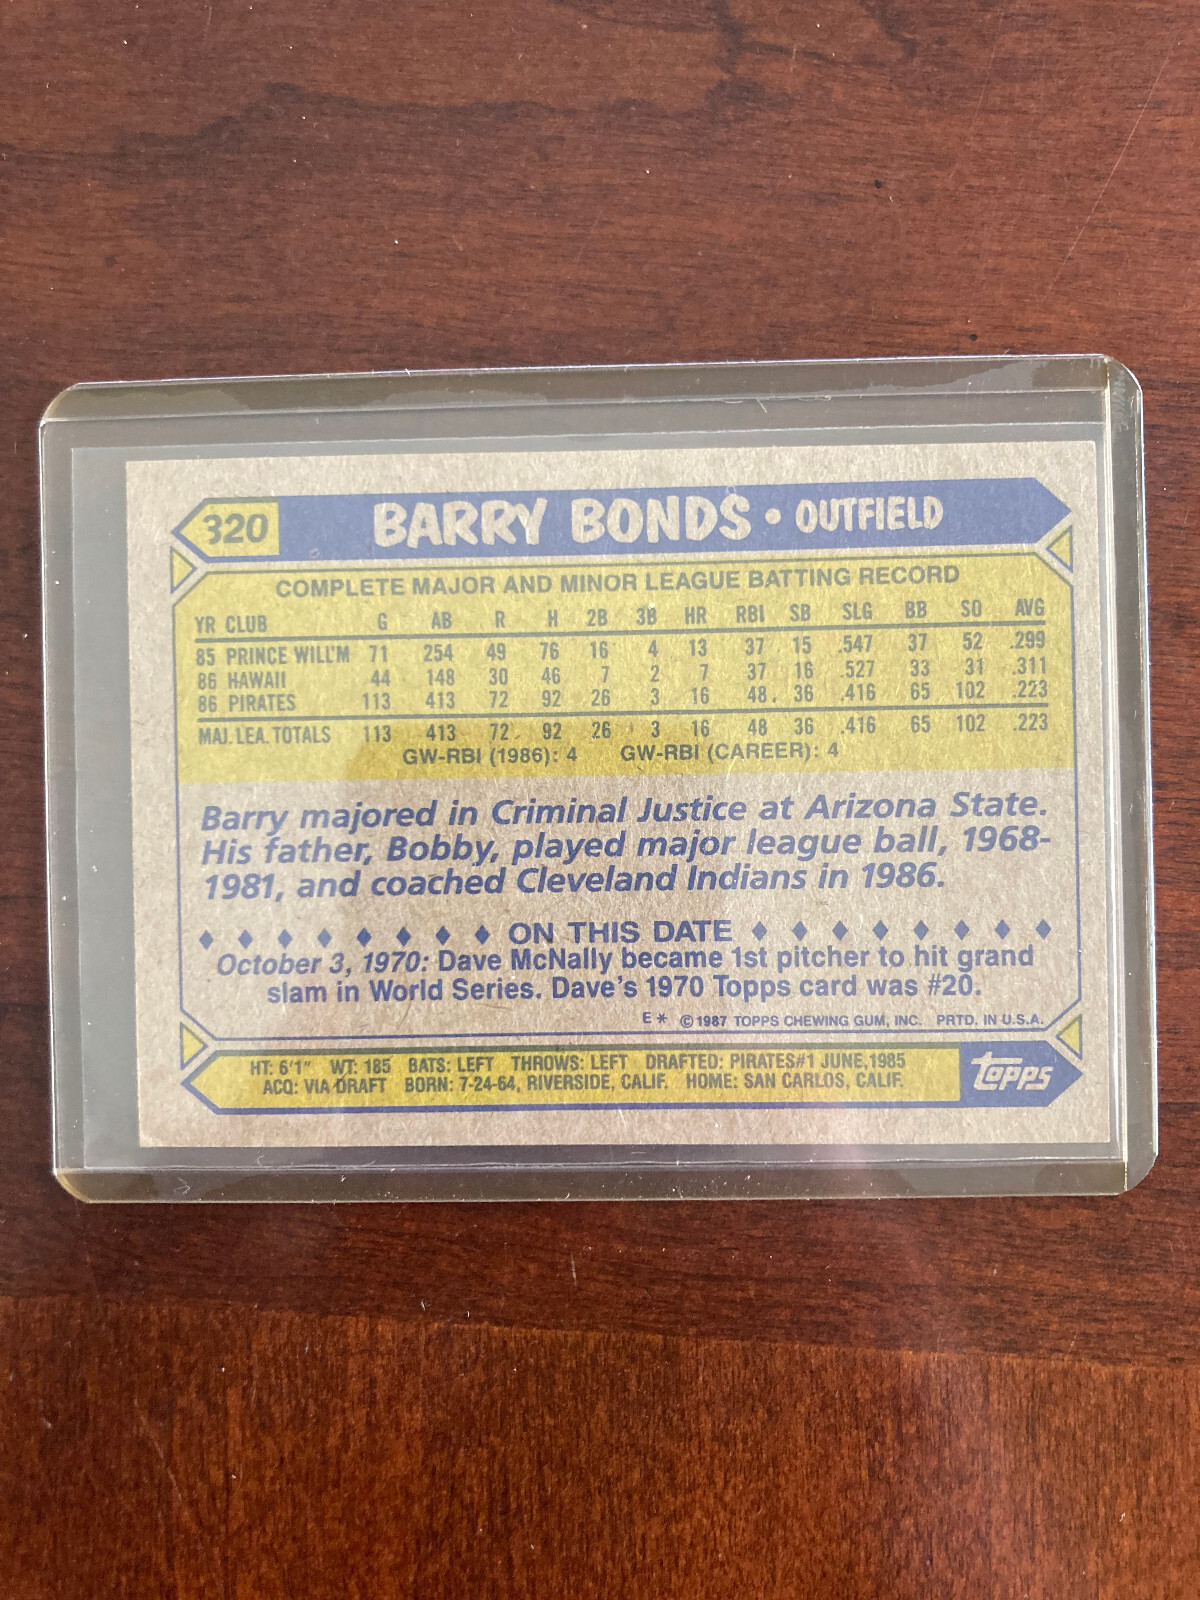 320 BARRY BONDS • OUTFIELD
COMPLETE MAJOR AND MINOR LEAGUE BATTING RECORD
YR CLUB G AB R H 2B 3B HR RBI SB SLG BB SO AVG
85 PRINCE WILL'M 71 254 49 76 16 4 13 37 15 .547 37 52 .299
86 HAWAII 44 148 30 46 7 2 7 37 16 .527 33 31 .311
86 PIRATES 113 413 72 92 26 3 16 48 36 .416 65 102 .223
MAJ. LEA. TOTALS 113 413 72 92 26 3 16 48 36 .416 65 102 .223
GW-RBI (1986): 4 GW-RBI (CAREER): 4
Barry majored in Criminal Justice at Arizona State.
His father, Bobby, played major league ball, 1968-
1981, and coached Cleveland Indians in 1986.
♦ ♦ ♦ ♦ ♦ ♦ ♦ ♦ ON THIS DATE ♦ ♦ ♦ ♦ ♦ ♦ ♦ ♦
October 3, 1970: Dave McNally became 1st pitcher to hit grand
slam in World Series. Dave's 1970 Topps card was #20.
E* © 1987 TOPPS CHEWING GUM, INC. PRTD. IN U.S.A.
HT: 6'1" WT: 185 BATS: LEFT THROWS: LEFT DRAFTED: PIRATES#1 JUNE, 1985
ACQ: VIA DRAFT BORN: 7-24-64, RIVERSIDE, CALIF. HOME: SAN CARLOS, CALIF.
topps